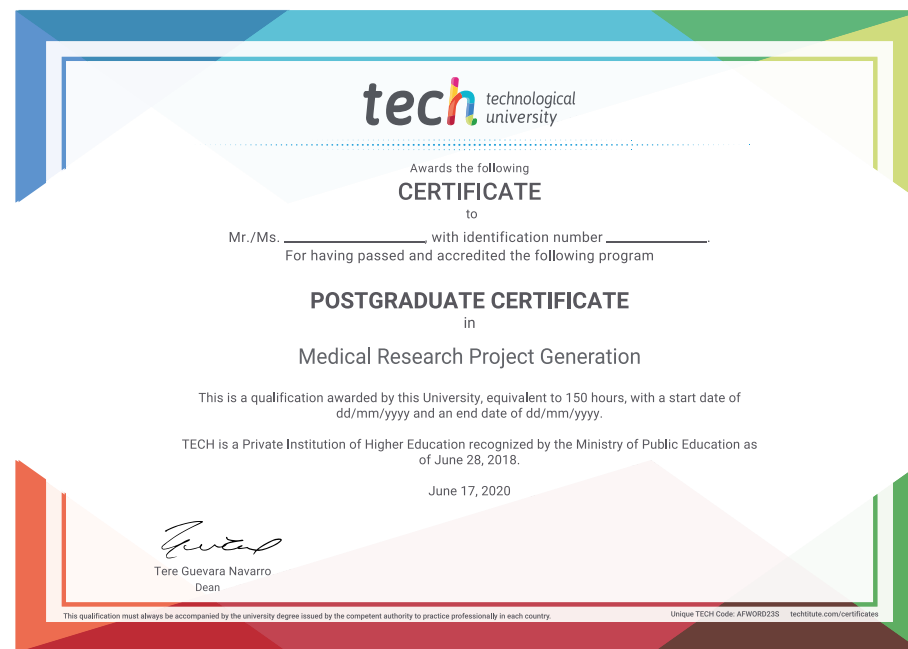 tech technological
university
Awards the following
CERTIFICATE
to
Mr./Ms. ____________________, with identification number ______________.
For having passed and accredited the following program
POSTGRADUATE CERTIFICATE
in
Medical Research Project Generation
This is a qualification awarded by this University, equivalent to 150 hours, with a start date of
dd/mm/yyyy and an end date of dd/mm/yyyy.
TECH is a Private Institution of Higher Education recognized by the Ministry of Public Education as
of June 28, 2018.
June 17, 2020
Tere Guevara Navarro
Dean
This qualification must always be accompanied by the university degree issued by the competent authority to practice professionally in each country.
Unique TECH Code: AFWORD23S techtitute.com/certificates